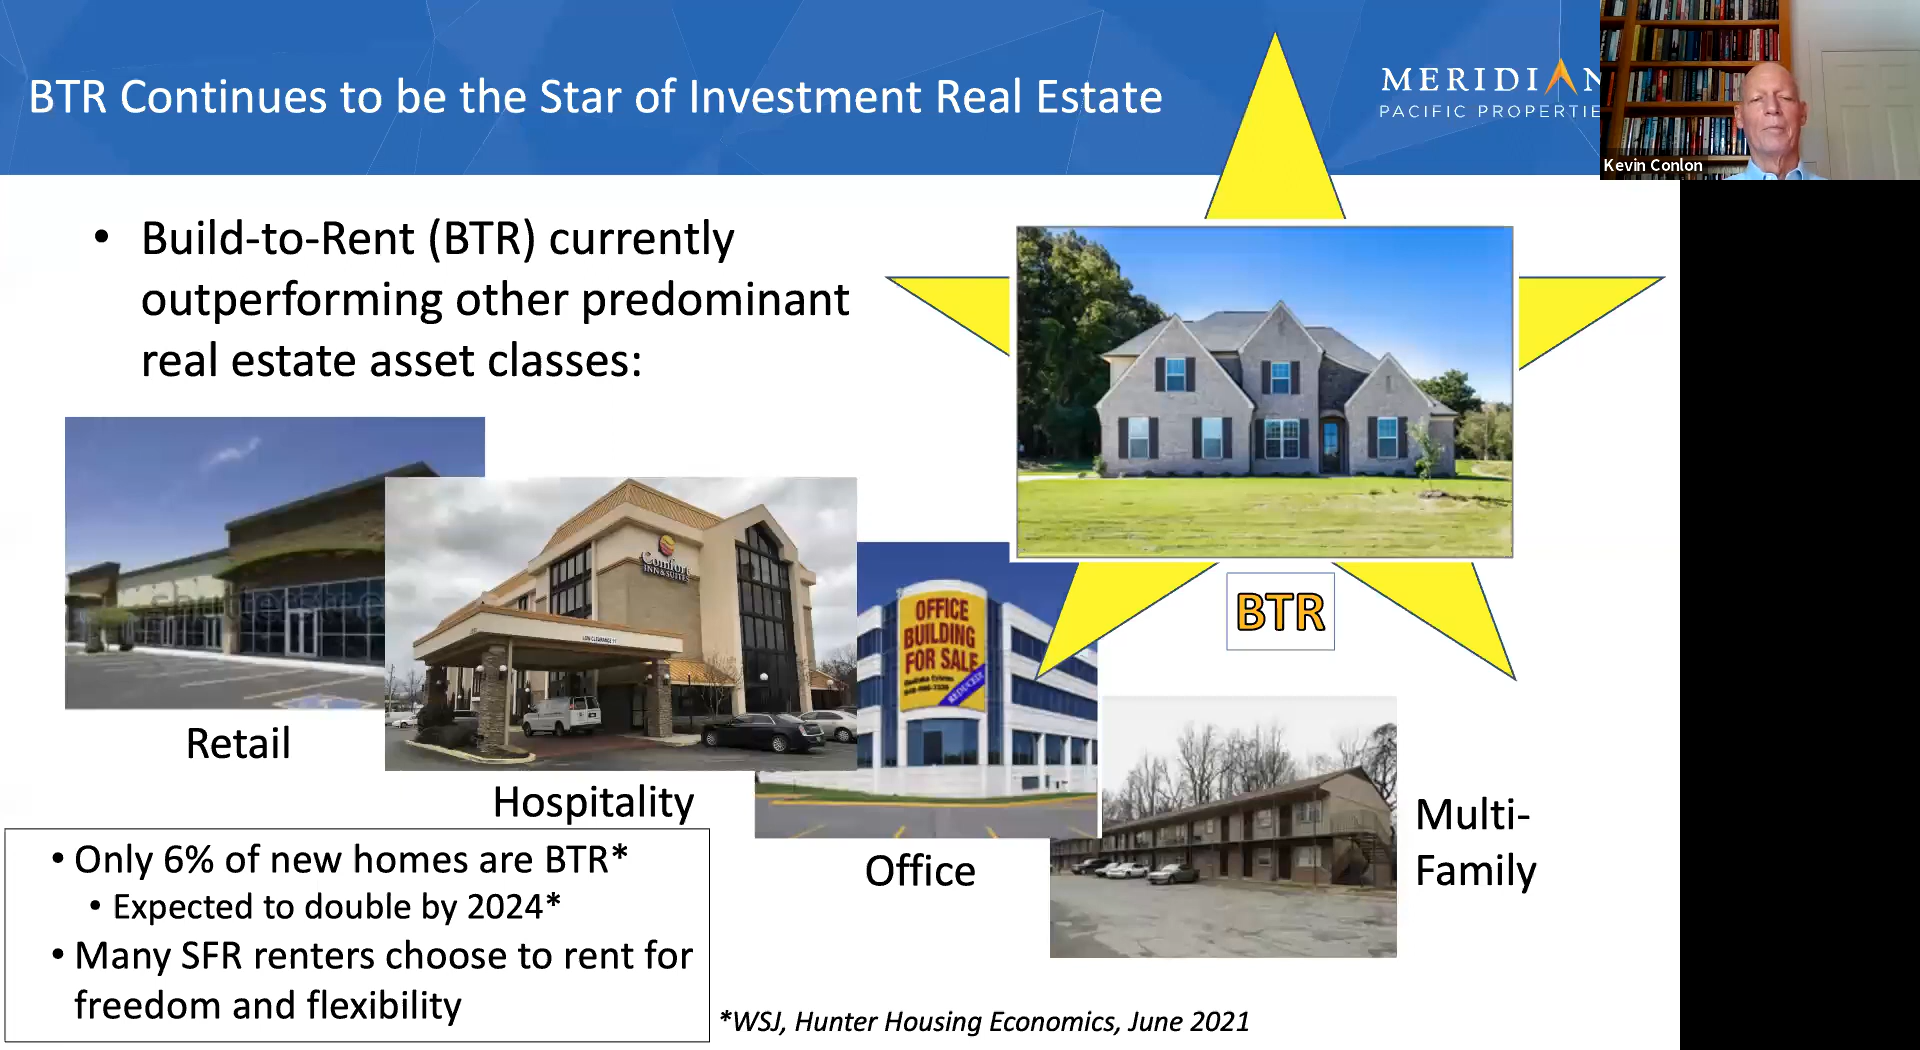 BTR Continues to be the Star of Investment Real Estate
MERIDIAN
PACIFIC PROPERTIE
Kevin Conlon
• Build-to-Rent (BTR) currently
outperforming other predominant
real estate asset classes:
Comfort
INN & SUITES
LOW CLEARANCE
OFFICE
BUILDING
FOR SALE
REDUCED!
BTR
Retail
Hospitality
Office
Multi-
Family
• Only 6% of new homes are BTR*
• Expected to double by 2024*
• Many SFR renters choose to rent for
freedom and flexibility
*WSJ, Hunter Housing Economics, June 2021